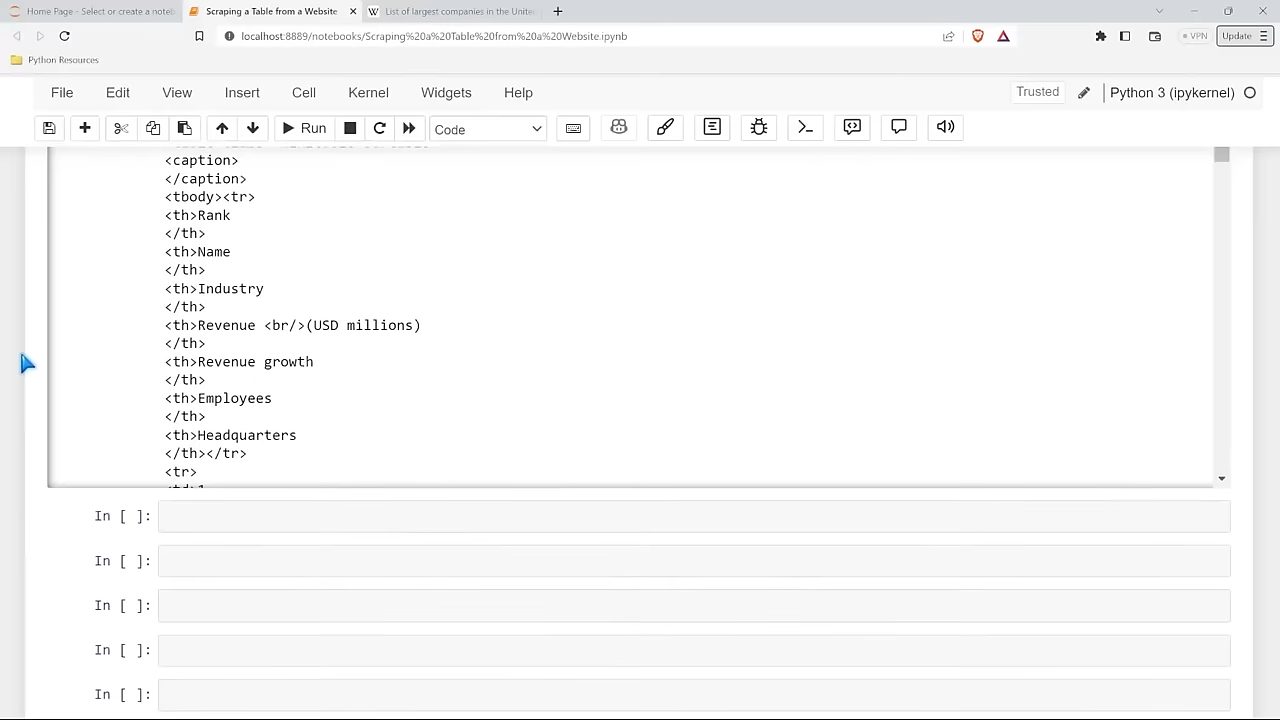 Home Page - Select or create a noteb
Scraping a Table from a Website
List of largest companies in the Unite
localhost:8889/notebooks/Scraping%20a%20Table%20from%20a%20Website.ipynb
VPN
Update
Python Resources
File Edit View Insert Cell Kernel Widgets Help
Trusted
Python 3 (ipykernel)
Run
Code
<caption>
</caption>
<tbody><tr>
<th>Rank
</th>
<th>Name
</th>
<th>Industry
</th>
<th>Revenue <br/>(USD millions)
</th>
<th>Revenue growth
</th>
<th>Employees
</th>
<th>Headquarters
</th></tr>
<tr>
<td>1
In [ ]:
In [ ]:
In [ ]:
In [ ]:
In [ ]: